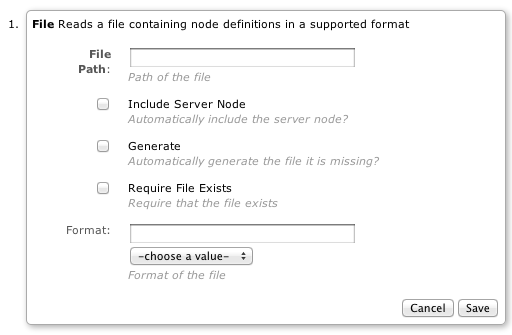 1. File Reads a file containing node definitions in a supported format
File
Path:
Path of the file
Include Server Node
Automatically include the server node?
Generate
Automatically generate the file it is missing?
Require File Exists
Require that the file exists
Format:
-choose a value-
Format of the file
Cancel Save